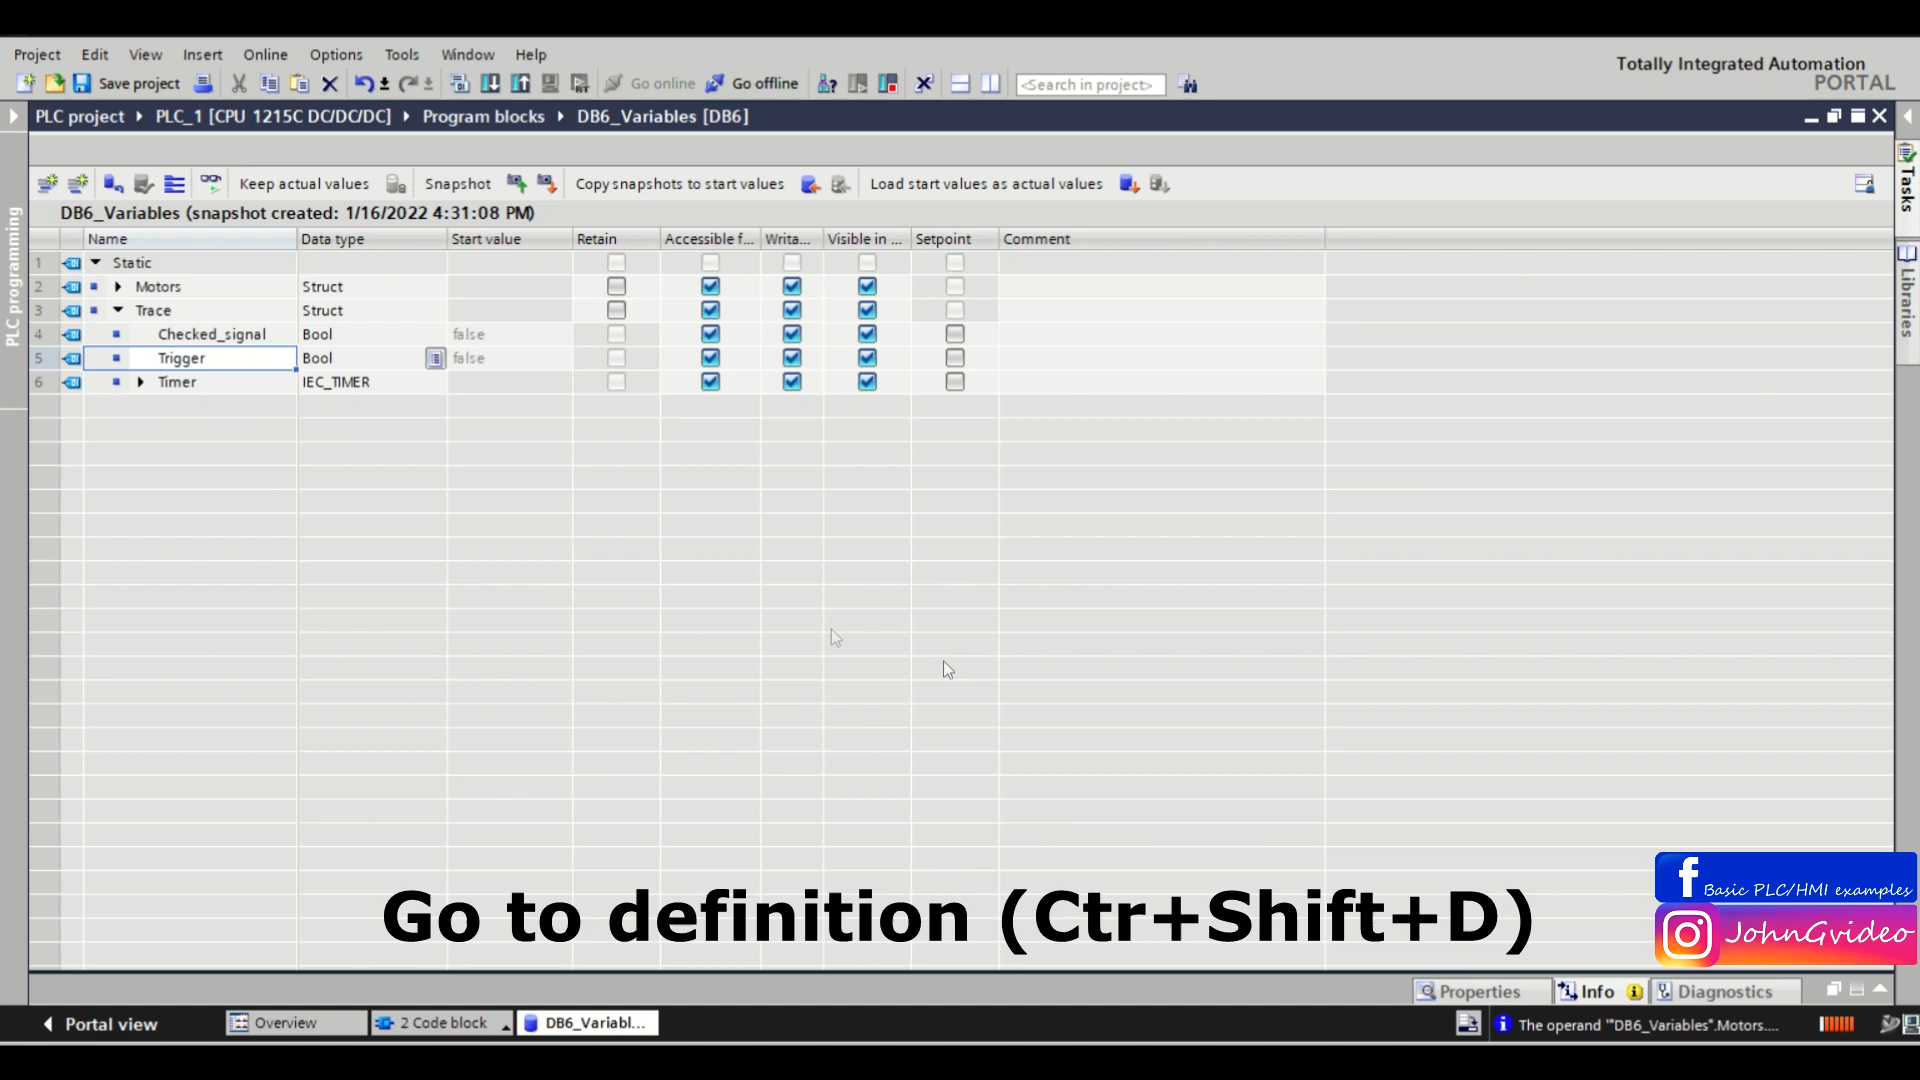 Project Edit View Insert Online Options Tools Window Help
Totally Integrated Automation
PORTAL
Save project Go online Go offline <Search in project>
PLC project PLC_1 [CPU 1215C DC/DC/DC] Program blocks DB6_Variables [DB6]
Keep actual values Snapshot Copy snapshots to start values Load start values as actual values
DB6_Variables (snapshot created: 1/16/2022 4:31:08 PM)
Name Data type Start value Retain Accessible f... Writa... Visible in ... Setpoint Comment
1 Static
2 Motors Struct
3 Trace Struct
4 Checked_signal Bool false
5 Trigger Bool false
6 Timer IEC_TIMER
PLC programming
Tasks
Libraries
Go to definition (Ctr+Shift+D)
Basic PLC/HMI examples
JohnGvideo
Properties Info Diagnostics
Portal view Overview 2 Code block DB6_Variabl... The operand '"DB6_Variables".Motors....